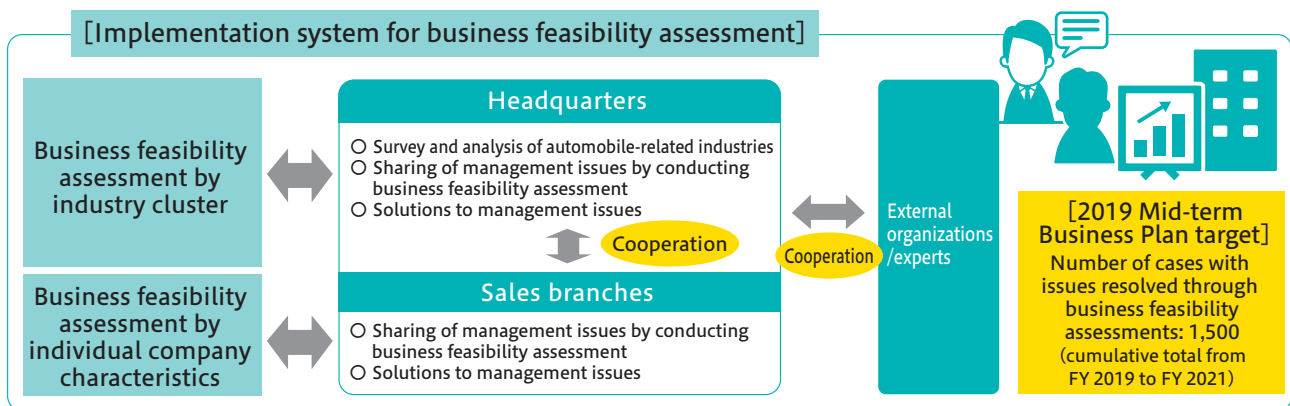 [Implementation system for business feasibility assessment]
Business feasibility
assessment by
industry cluster
Business feasibility
assessment by
individual company
characteristics
Headquarters
○ Survey and analysis of automobile-related industries
○ Sharing of management issues by conducting
business feasibility assessment
○ Solutions to management issues
Cooperation
Sales branches
○ Sharing of management issues by conducting
business feasibility assessment
○ Solutions to management issues
Cooperation
External
organizations
/experts
[2019 Mid-term
Business Plan target]
Number of cases with
issues resolved through
business feasibility
assessments: 1,500
(cumulative total from
FY 2019 to FY 2021)